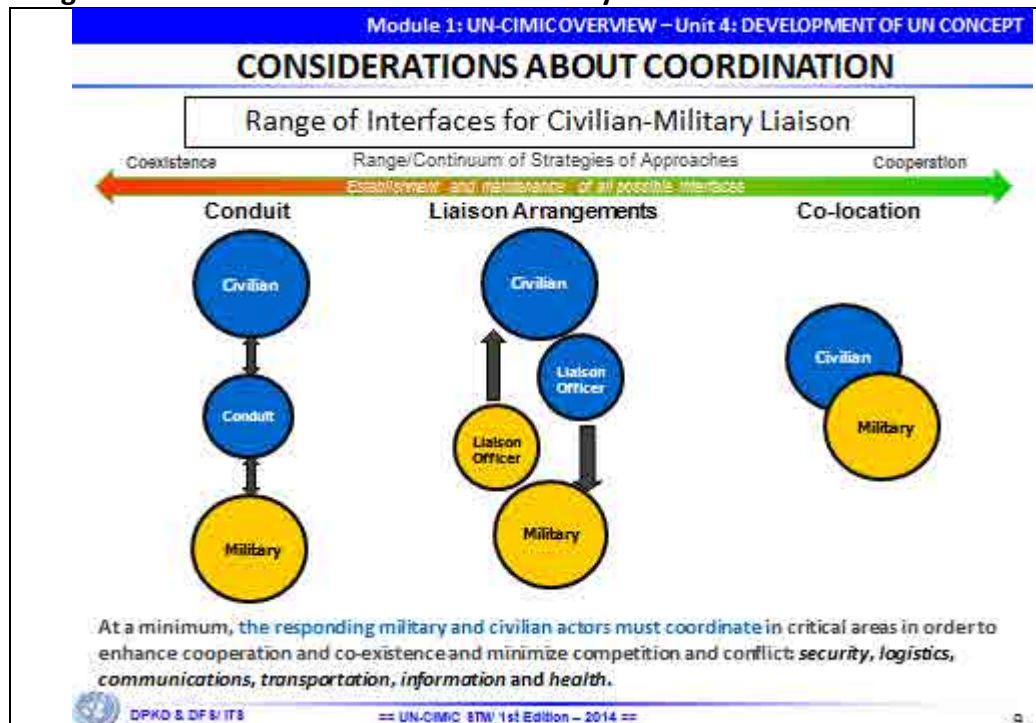 Module 1: UN-CIMIC OVERVIEW – Unit 4: DEVELOPMENT OF UN CONCEPT
CONSIDERATIONS ABOUT COORDINATION
Range of Interfaces for Civilian-Military Liaison
Coexistence Range/Continuum of Strategies of Approaches Cooperation
Establishment and maintenance of all possible interfaces
Conduit Liaison Arrangements Co-location
Civilian
Conduit
Military
Civilian
Liaison
Officer
Liaison
Officer
Military
Civilian
Military
At a minimum, the responding military and civilian actors must coordinate in critical areas in order to
enhance cooperation and co-existence and minimize competition and conflict: security, logistics,
communications, transportation, information and health.
DPKO & DFS/ ITS == UN-CIMIC STM/ 1st Edition – 2014 ==